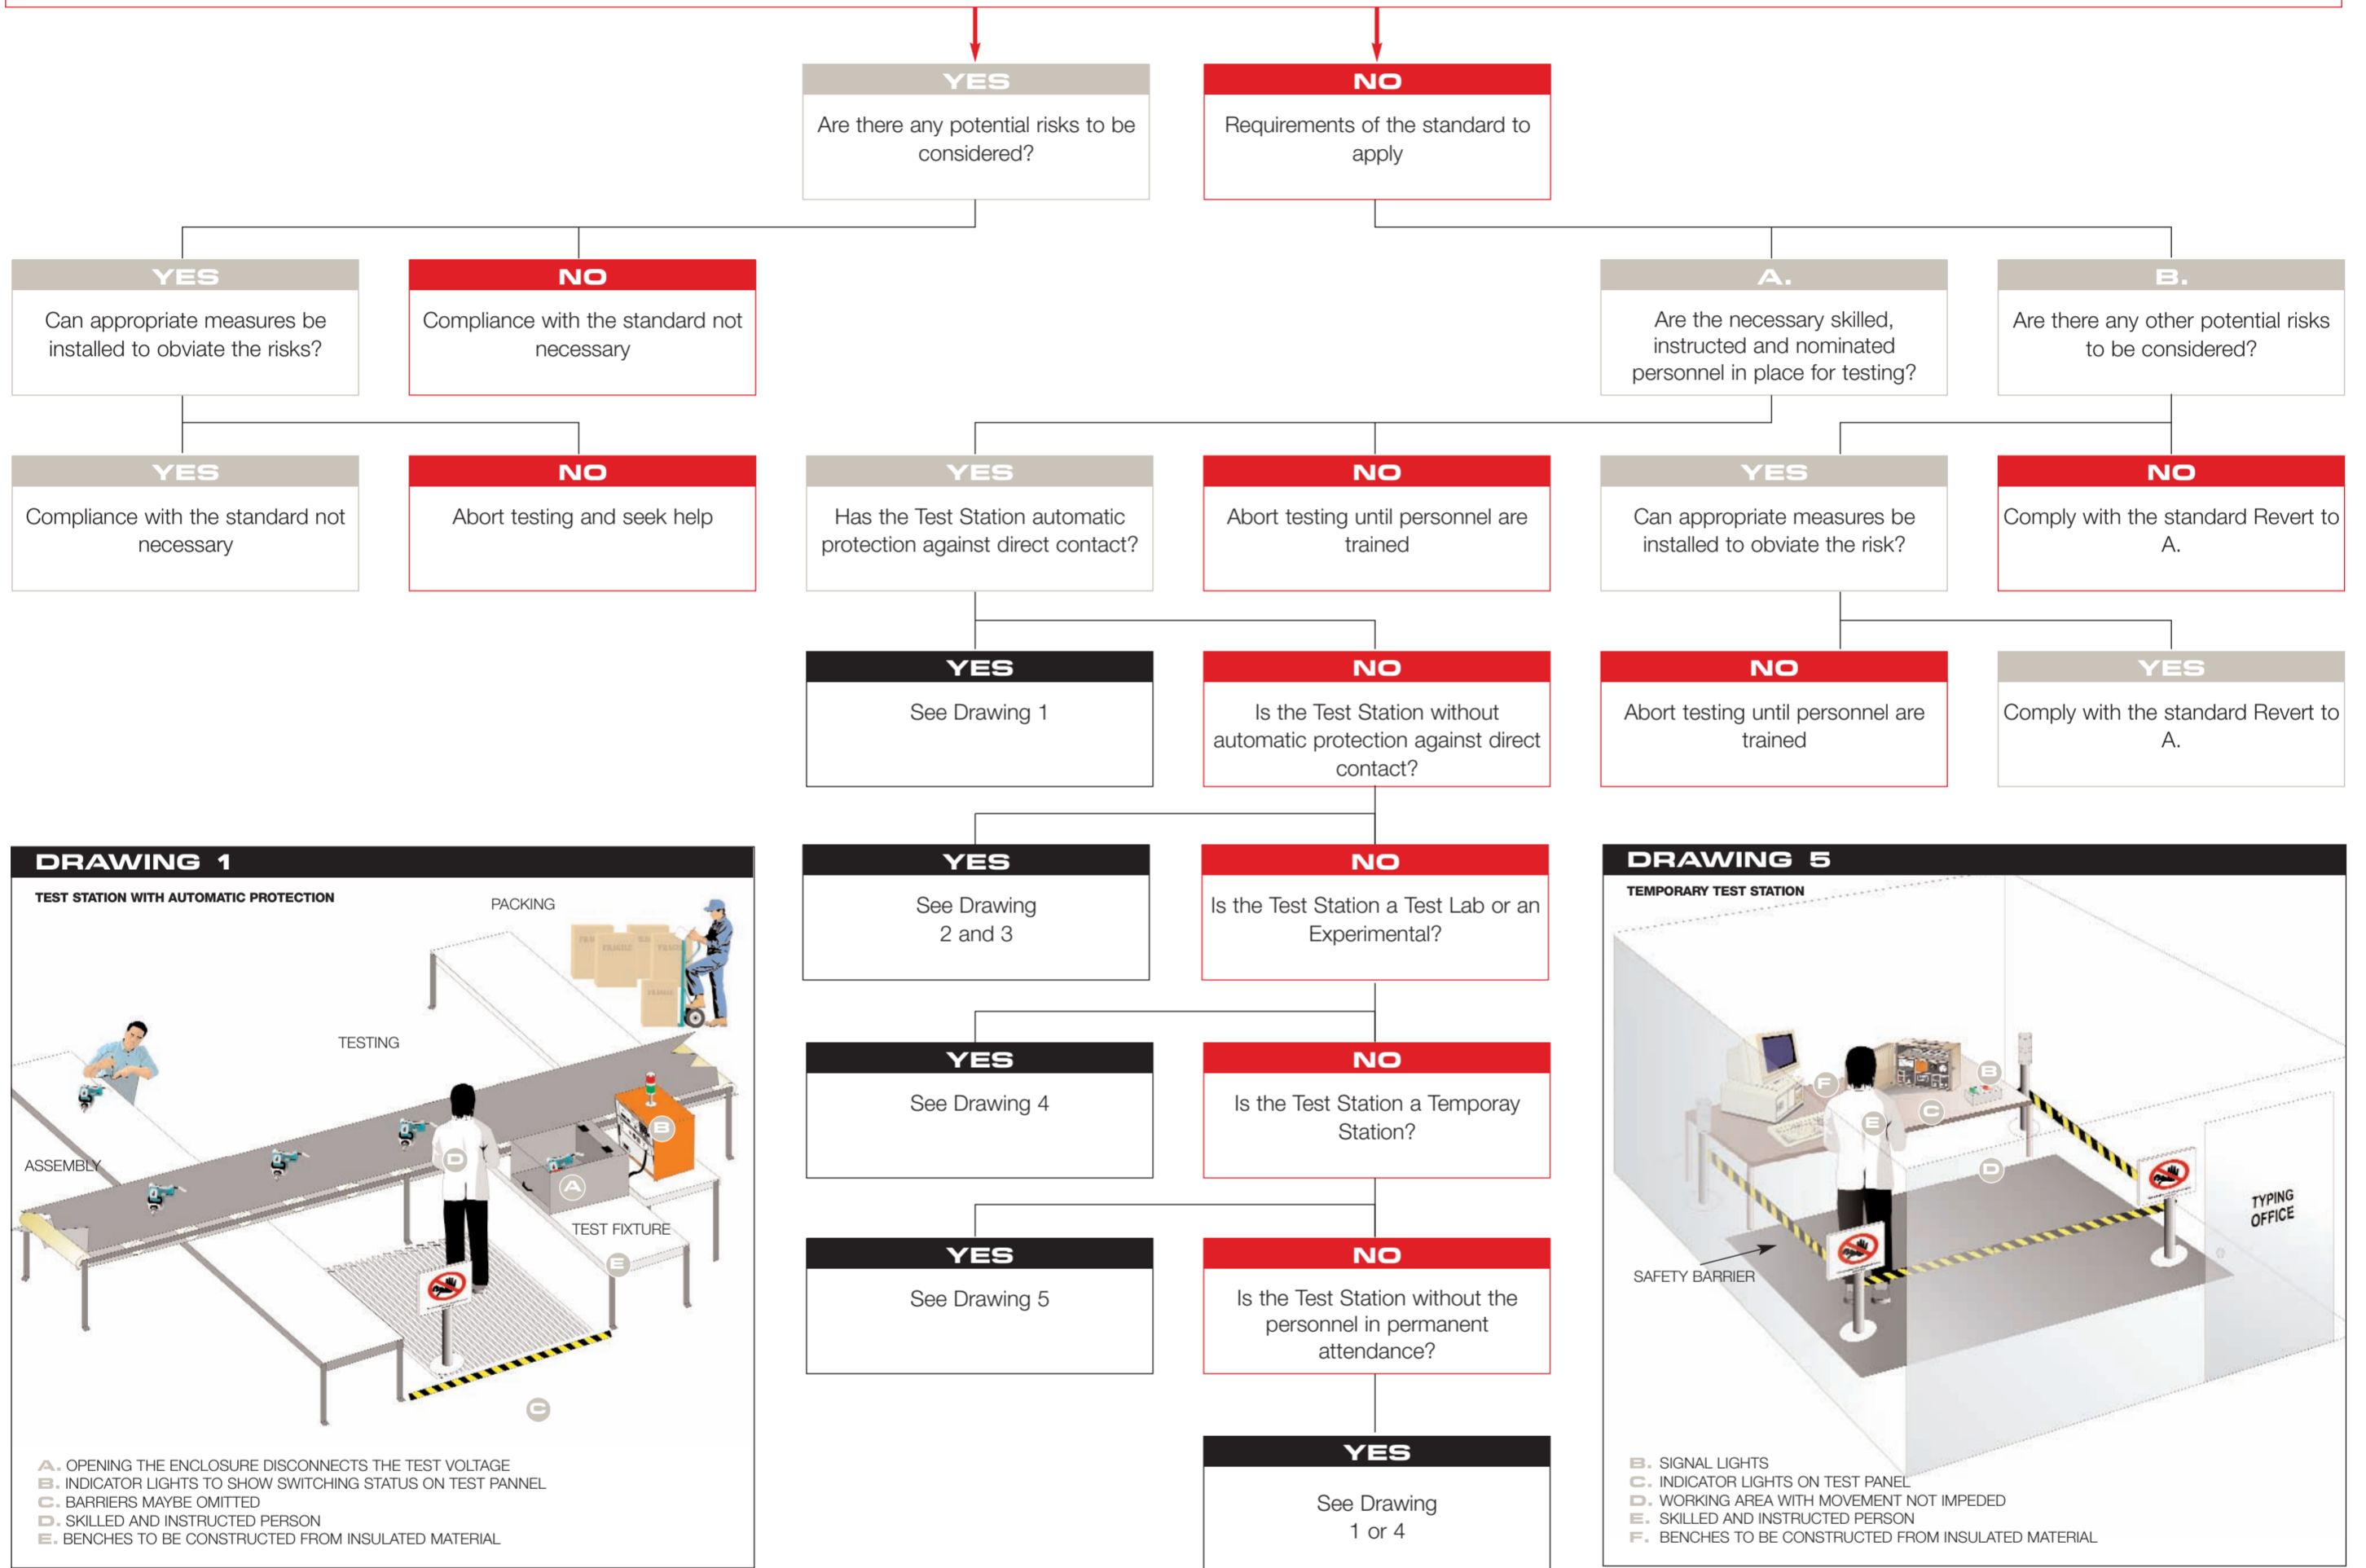 YES
Are there any potential risks to be
considered?
NO
Requirements of the standard to
apply
YES
Can appropriate measures be
installed to obviate the risks?
NO
Compliance with the standard not
necessary
A.
Are the necessary skilled,
instructed and nominated
personnel in place for testing?
B.
Are there any other potential risks
to be considered?
YES
Compliance with the standard not
necessary
NO
Abort testing and seek help
YES
Has the Test Station automatic
protection against direct contact?
NO
Abort testing until personnel are
trained
YES
Can appropriate measures be
installed to obviate the risk?
NO
Comply with the standard Revert to
A.
YES
See Drawing 1
NO
Is the Test Station without
automatic protection against direct
contact?
NO
Abort testing until personnel are
trained
YES
Comply with the standard Revert to
A.
YES
See Drawing
2 and 3
NO
Is the Test Station a Test Lab or an
Experimental?
YES
See Drawing 4
NO
Is the Test Station a Temporay
Station?
YES
See Drawing 5
NO
Is the Test Station without the
personnel in permanent
attendance?
YES
See Drawing
1 or 4
DRAWING 1
TEST STATION WITH AUTOMATIC PROTECTION
PACKING
TESTING
ASSEMBLY
B
D
A
TEST FIXTURE
E
C
A. OPENING THE ENCLOSURE DISCONNECTS THE TEST VOLTAGE
B. INDICATOR LIGHTS TO SHOW SWITCHING STATUS ON TEST PANNEL
C. BARRIERS MAYBE OMITTED
D. SKILLED AND INSTRUCTED PERSON
E. BENCHES TO BE CONSTRUCTED FROM INSULATED MATERIAL
DRAWING 5
TEMPORARY TEST STATION
B
F
C
E
D
TYPING
OFFICE
SAFETY BARRIER
B. SIGNAL LIGHTS
C. INDICATOR LIGHTS ON TEST PANEL
D. WORKING AREA WITH MOVEMENT NOT IMPEDED
E. SKILLED AND INSTRUCTED PERSON
F. BENCHES TO BE CONSTRUCTED FROM INSULATED MATERIAL